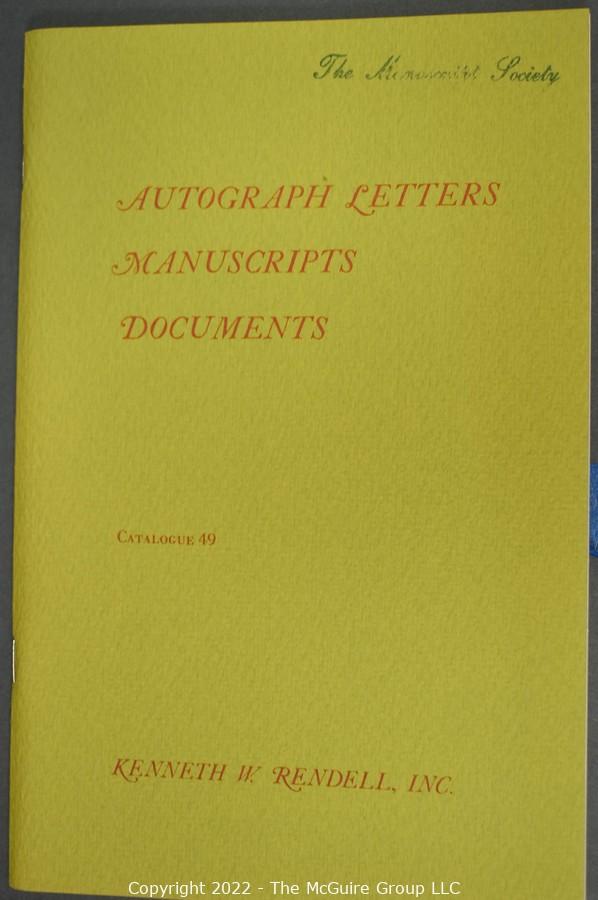 The Manuscript Society
AUTOGRAPH LETTERS
MANUSCRIPTS
DOCUMENTS
CATALOGUE 49
KENNETH W. RENDELL, INC.
Copyright 2022 - The McGuire Group LLC